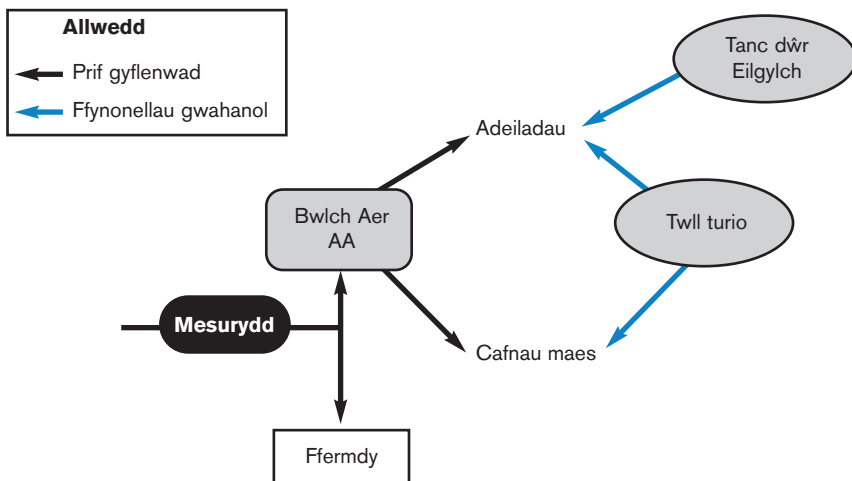 Allwedd
Prif gyflenwad
Ffynonellau gwahanol
Tanc dŵr
Eilgylch
Adeiladau
Bwlch Aer
AA
Twll turio
Mesurydd
Cafnau maes
Ffermdy